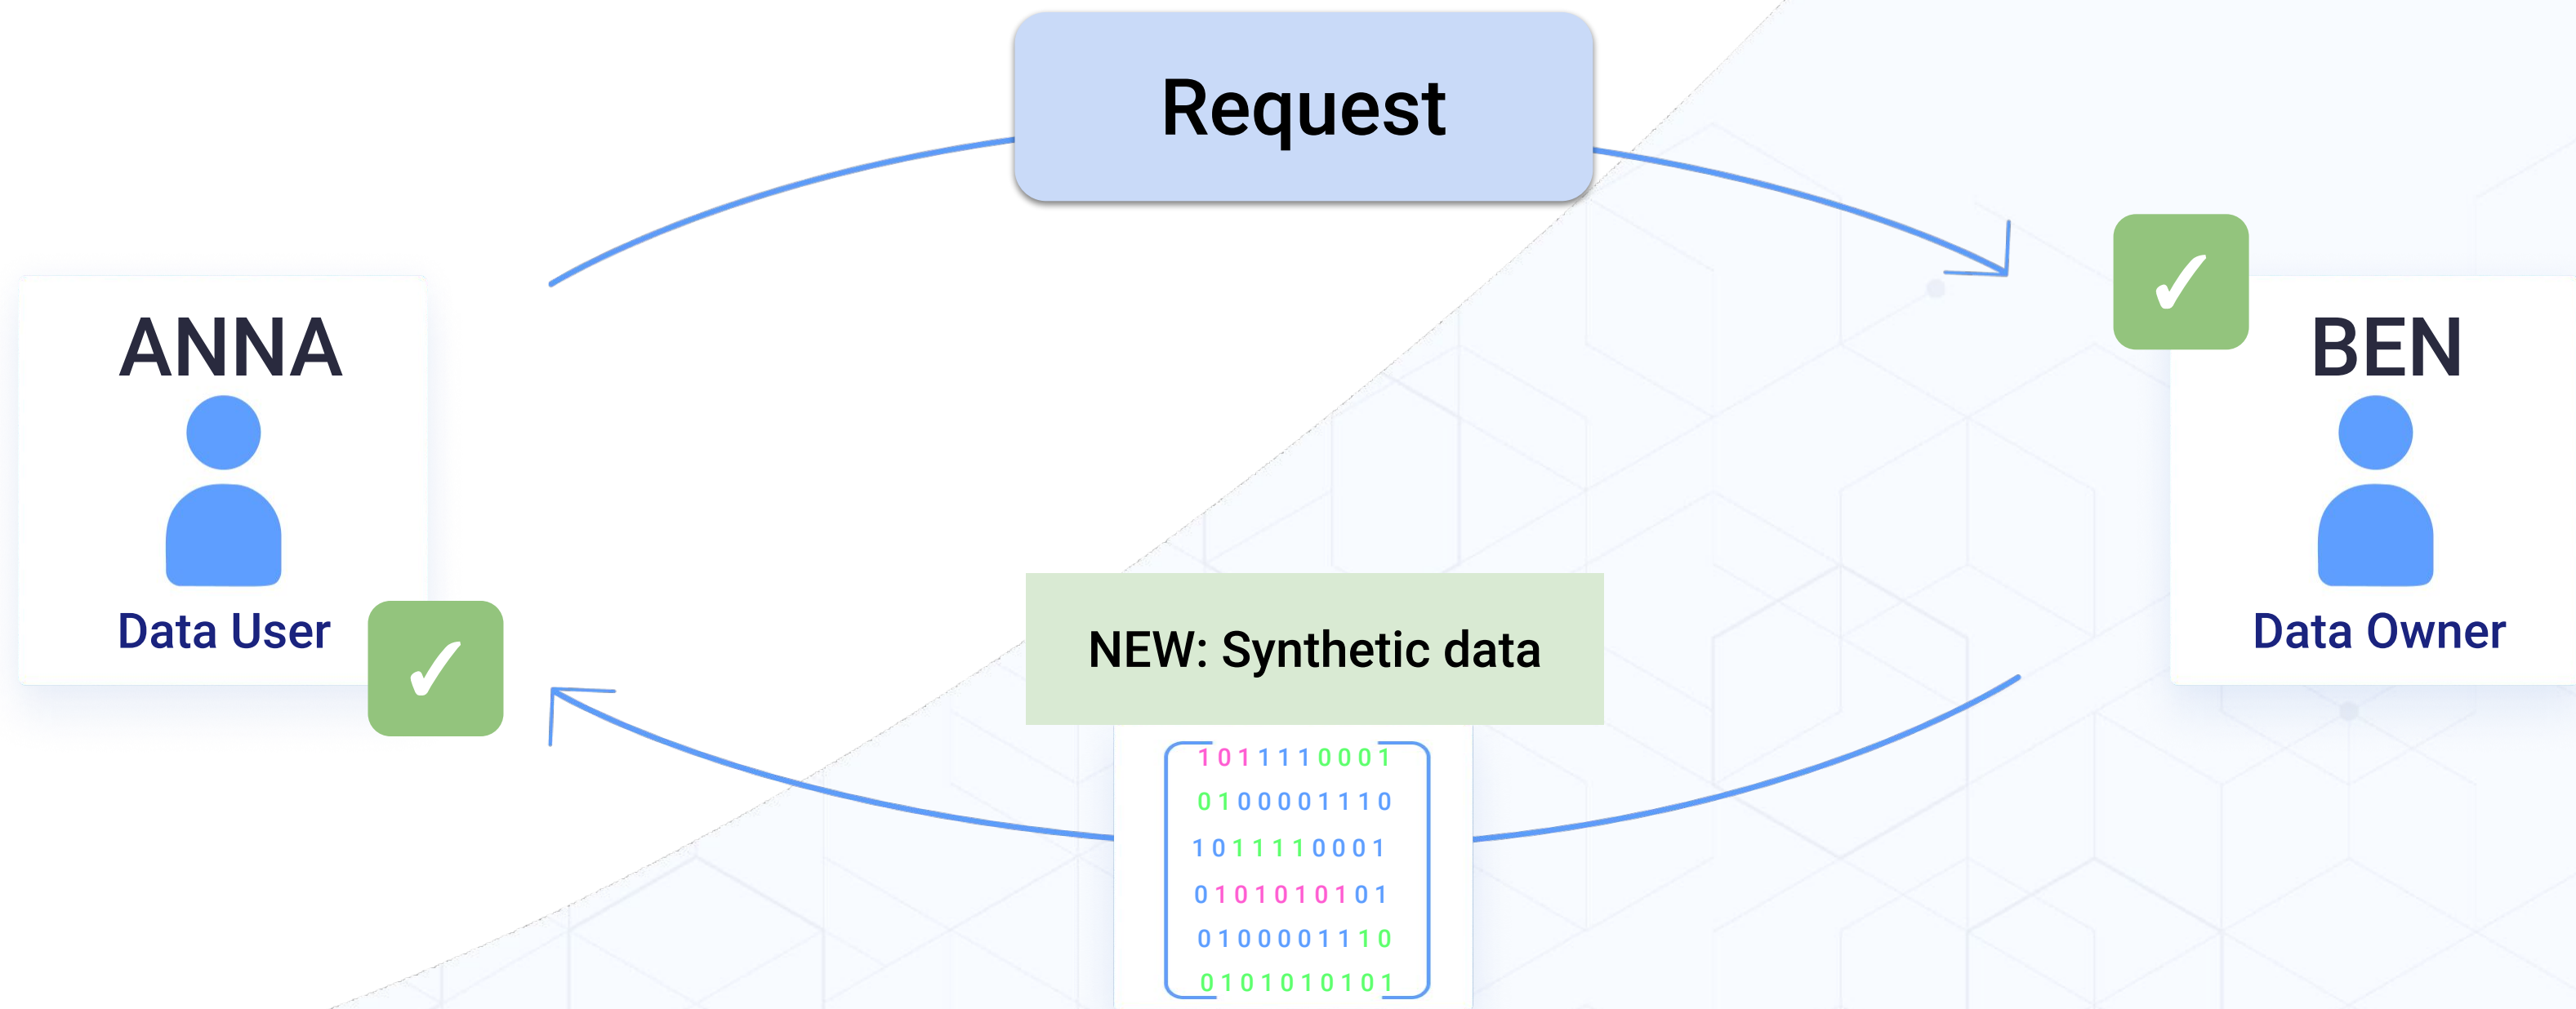 Request
ANNA
Data User
✓
✓
BEN
Data Owner
NEW: Synthetic data
1011110001
0100001110
1011110001
0101010101
0100001110
0101010101